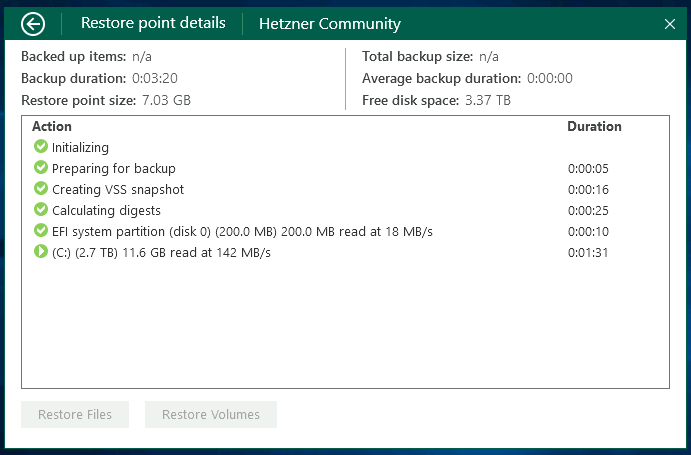 Restore point details Hetzner Community
Backed up items: n/a Total backup size: n/a
Backup duration: 0:03:20 Average backup duration: 0:00:00
Restore point size: 7.03 GB Free disk space: 3.37 TB
Action Duration
Initializing
Preparing for backup 0:00:05
Creating VSS snapshot 0:00:16
Calculating digests 0:00:25
EFI system partition (disk 0) (200.0 MB) 200.0 MB read at 18 MB/s 0:00:10
(C:) (2.7 TB) 11.6 GB read at 142 MB/s 0:01:31
Restore Files Restore Volumes